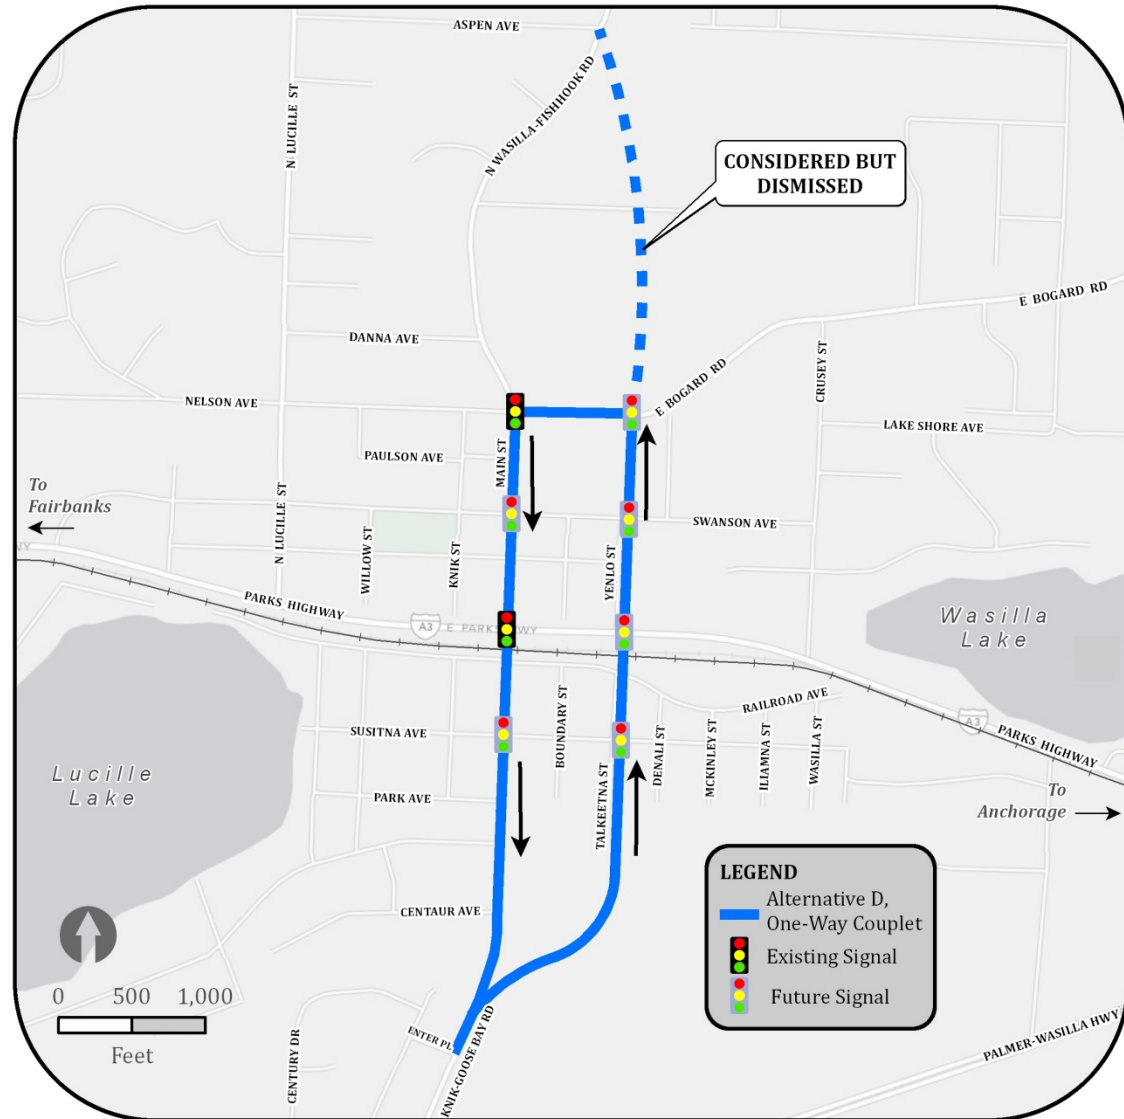 ASPEN AVE
N WASILLA-FISHHOOK RD
N LUCILLE ST
CONSIDERED BUT
DISMISSED
E BOGARD RD
DANNA AVE
CRUSEY ST
E BOGARD RD
NELSON AVE
LAKE SHORE AVE
MAIN ST
PAULSON AVE
To
Fairbanks
N LUCILLE ST
SWANSON AVE
WILLOW ST
KNIK ST
YENLO ST
WY
PARKS HIGHWAY
A3
E PARKS HWY
Wasilla
Lake
RAILROAD AVE
BOUNDARY ST
DENALI ST
MCKINLEY ST
ILIAMNA ST
WASILLA ST
A3
PARKS HIGHWAY
SUSITNA AVE
Lucille
Lake
TALKEETNA ST
PARK AVE
To
Anchorage
CENTAUR AVE
LEGEND
Alternative D,
One-Way Couplet
Existing Signal
Future Signal
0 500 1,000
Feet
ENTER PL
KNIK-GOOSE BAY RD
CENTURY DR
PALMER-WASILLA HWY